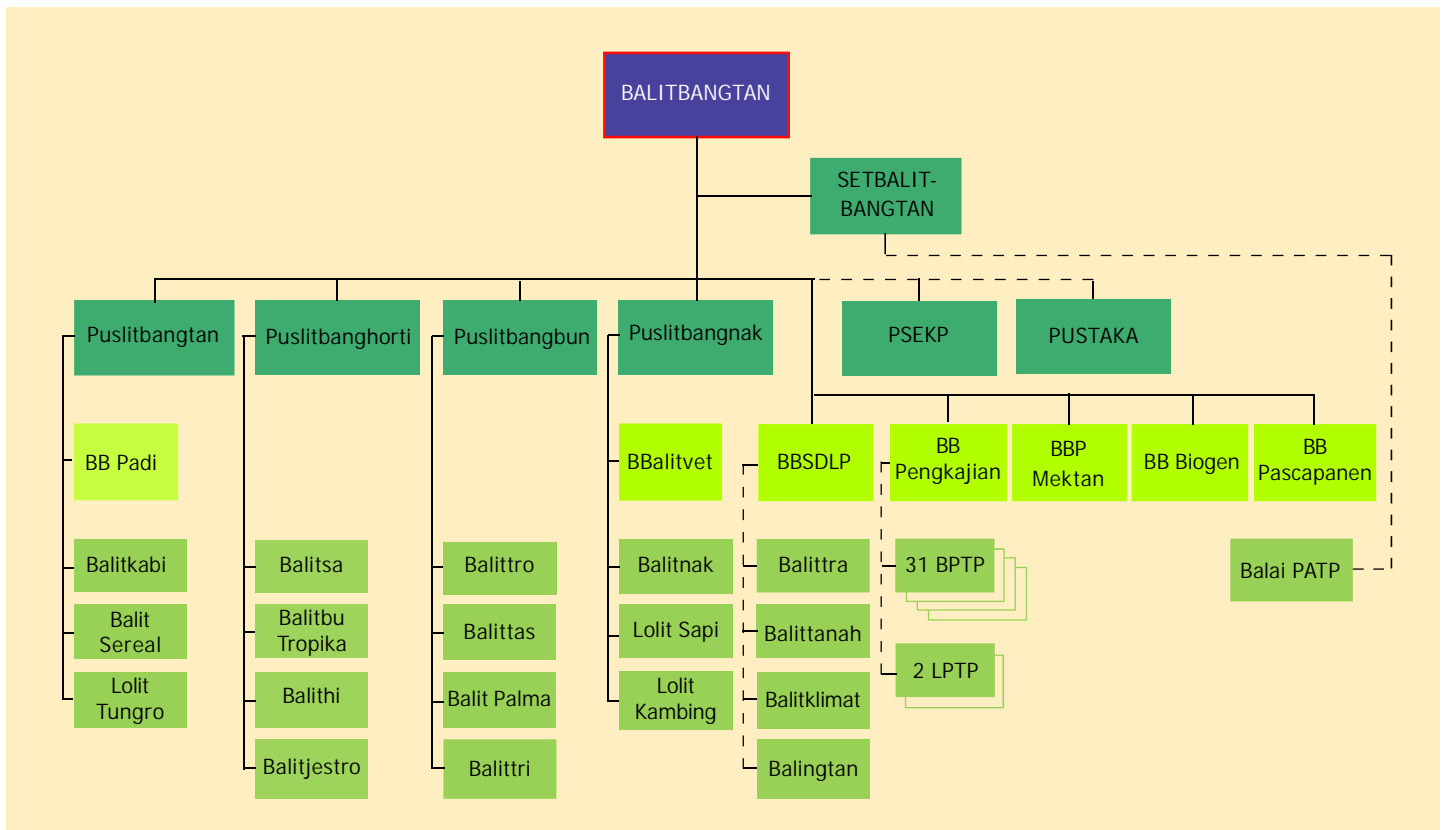 BALITBANGTAN
SETBALIT-
BANGTAN
Puslitbangtan
Puslitbanghorti
Puslitbangbun
Puslitbangnak
PSEKP
PUSTAKA
BB Padi
BBalitvet
BBSDLP
BB
Pengkajian
BBP
Mektan
BB Biogen
BB
Pascapanen
Balitkabi
Balitsa
Balittro
Balitnak
Balittra
31 BPTP
Balai PATP
Balit
Sereal
Balitbu
Tropika
Balittas
Lolit Sapi
Balittanah
2 LPTP
Lolit
Tungro
Balithi
Balit Palma
Lolit
Kambing
Balitklimat
Balitjestro
Balittri
Balingtan